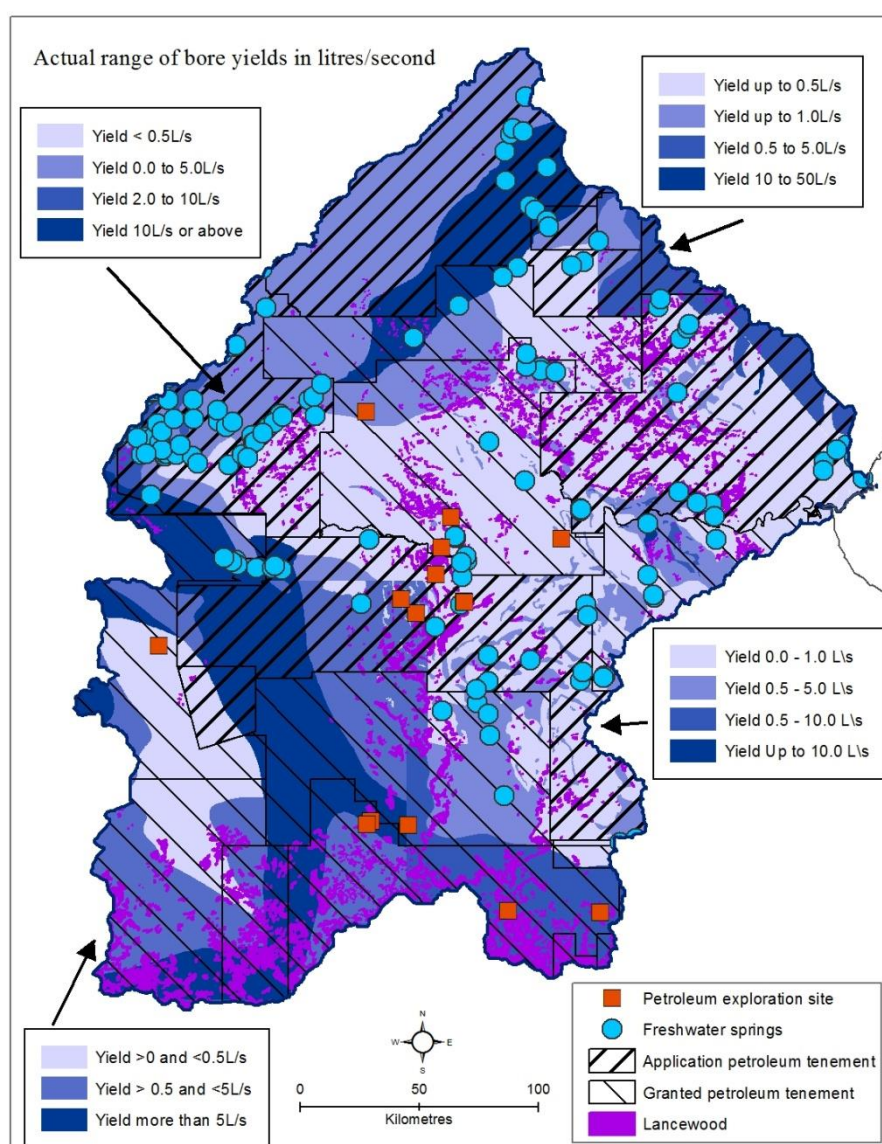 Actual range of bore yields in litres/second
Yield < 0.5L/s
Yield 0.0 to 5.0L/s
Yield 2.0 to 10L/s
Yield 10L/s or above
Yield up to 0.5L/s
Yield up to 1.0L/s
Yield 0.5 to 5.0L/s
Yield 10 to 50L/s
Yield 0.0 - 1.0 L\s
Yield 0.5 - 5.0 L\s
Yield 0.5 - 10.0 L\s
Yield Up to 10.0 L\s
Yield >0 and <0.5L/s
Yield > 0.5 and <5L/s
Yield more than 5L/s
N
W E
S
0 50 100
Kilometres
Petroleum exploration site
Freshwater springs
Application petroleum tenement
Granted petroleum tenement
Lancewood